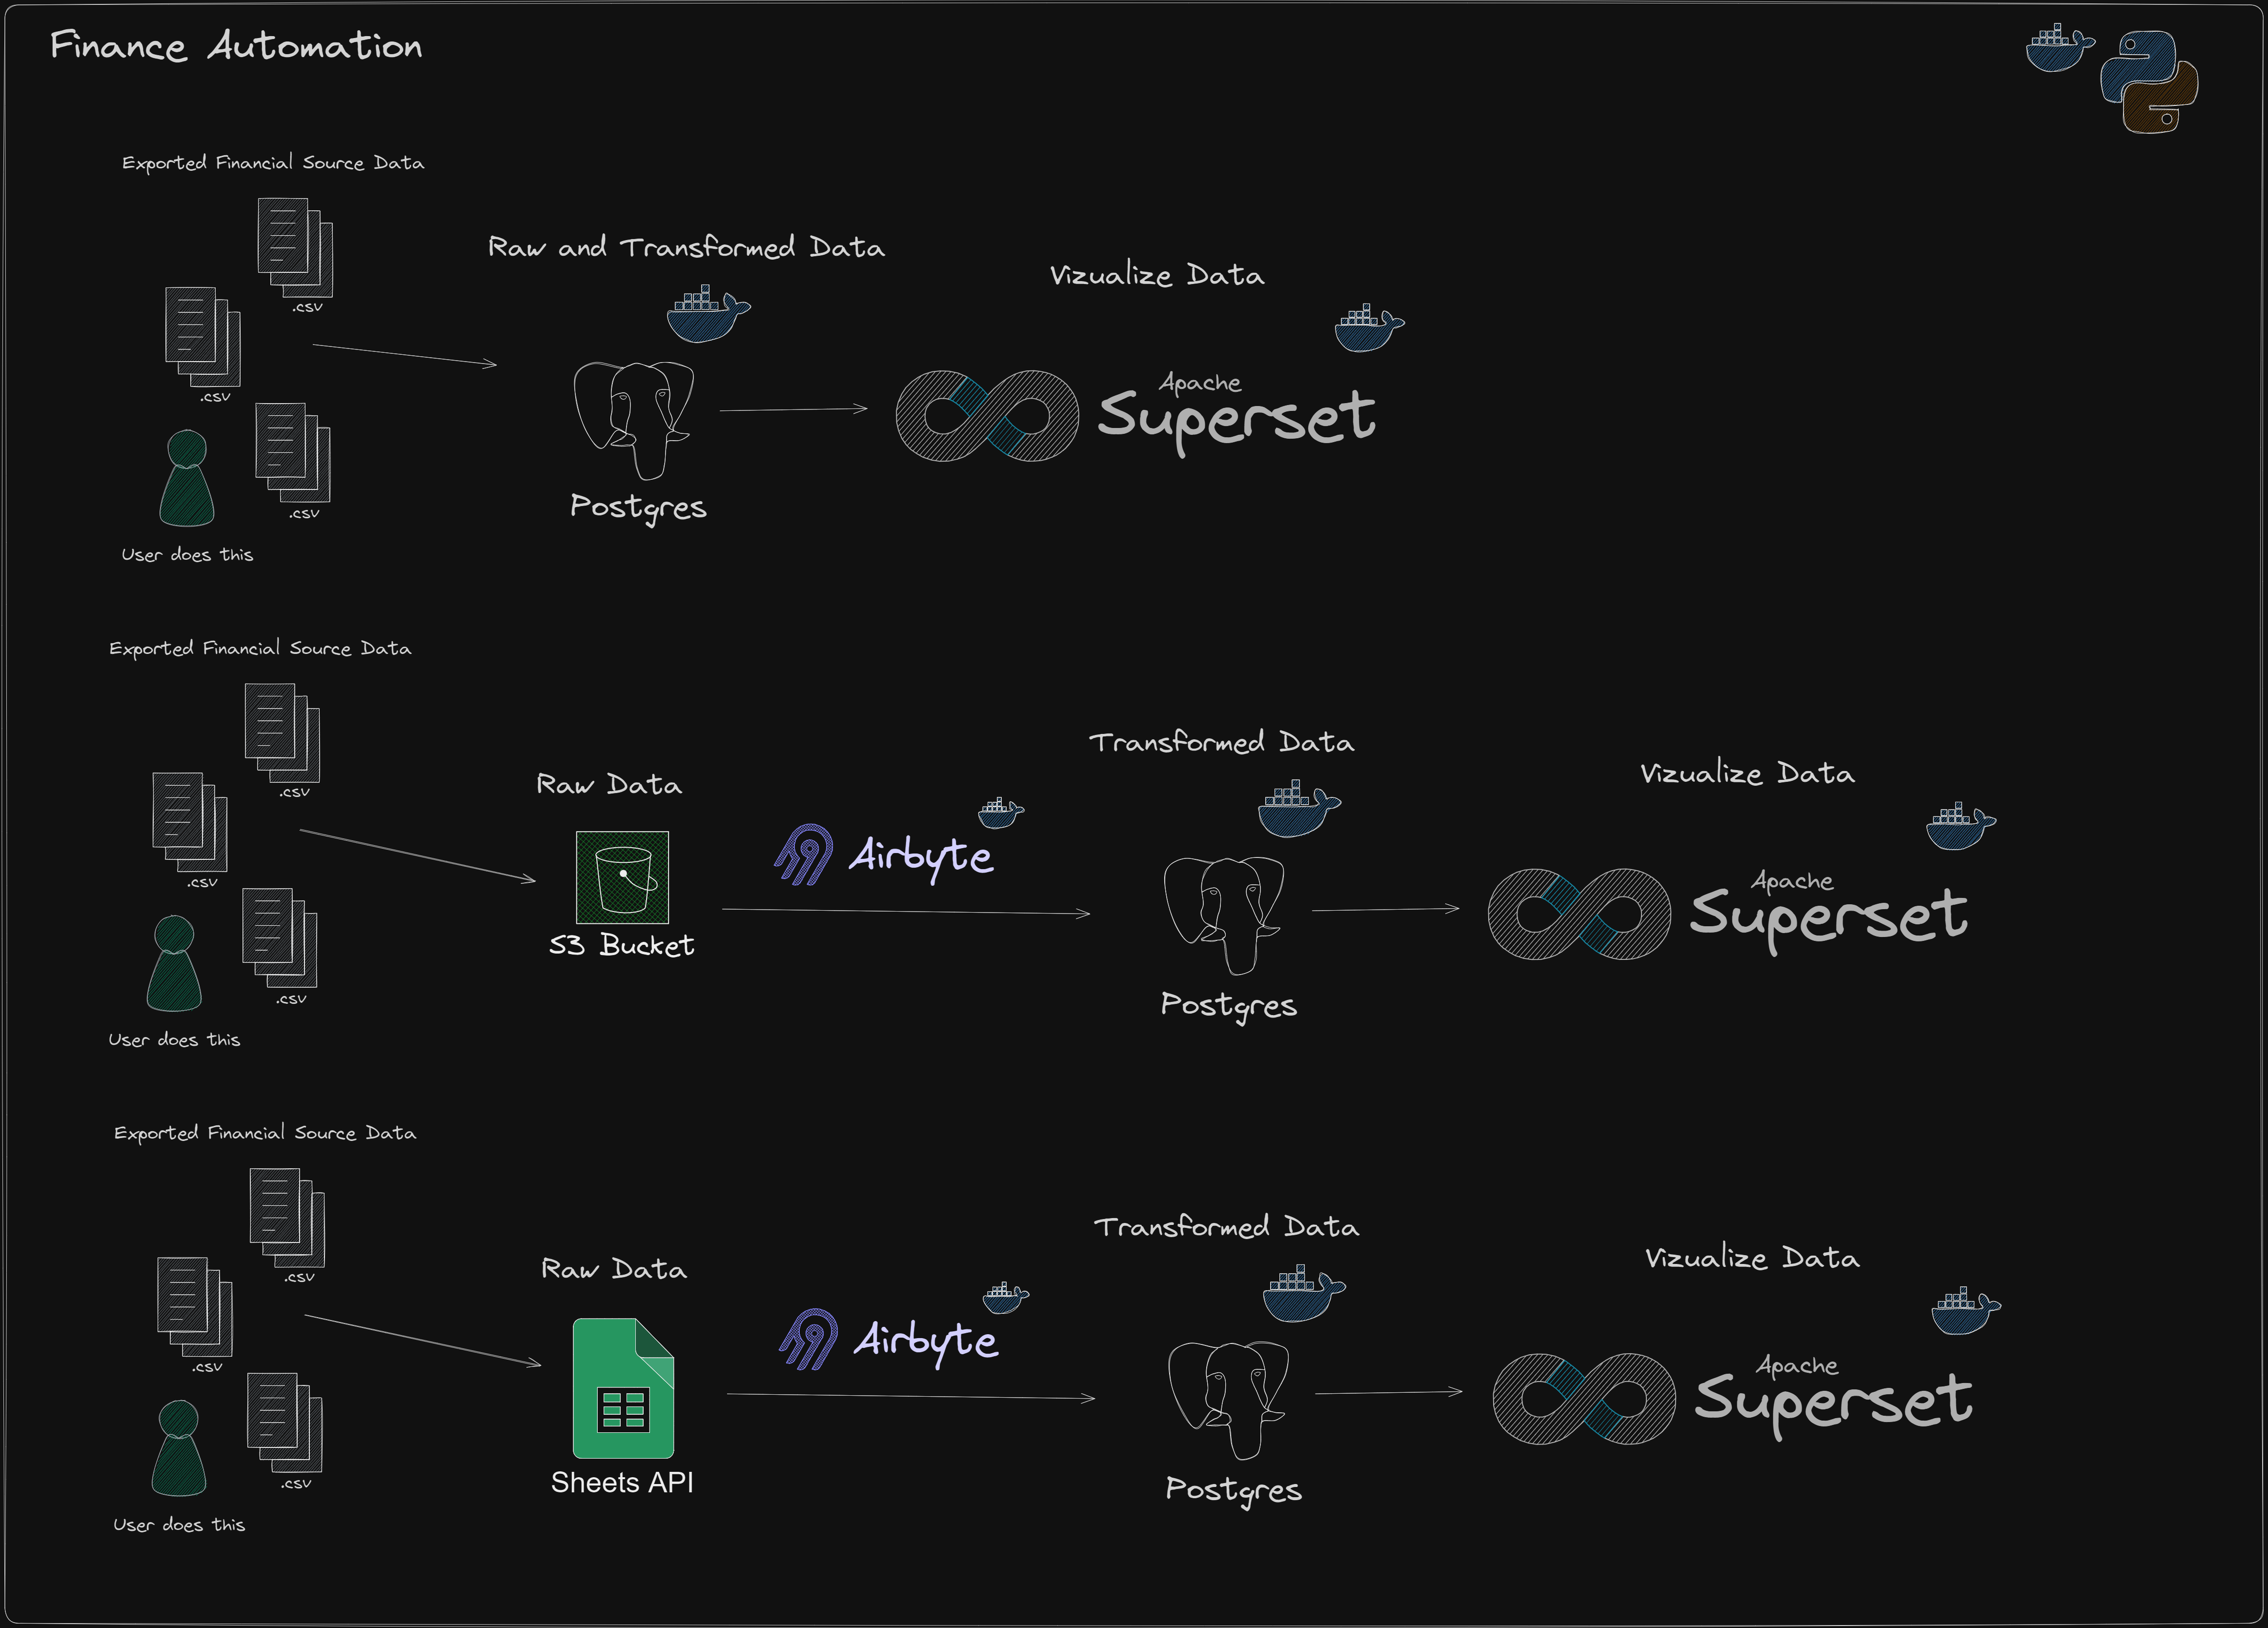 Finance Automation
Exported Financial Source Data
.csv
Raw and Transformed Data
Vizualize Data
.csv
Apache
Superset
.csv
Postgres
User does this
Exported Financial Source Data
.csv
Raw Data
Transformed Data
Vizualize Data
.csv
Airbyte
Apache
Superset
S3 Bucket
.csv
Postgres
User does this
Exported Financial Source Data
.csv
Raw Data
Transformed Data
Vizualize Data
.csv
Airbyte
Apache
Superset
.csv
Sheets API
Postgres
User does this